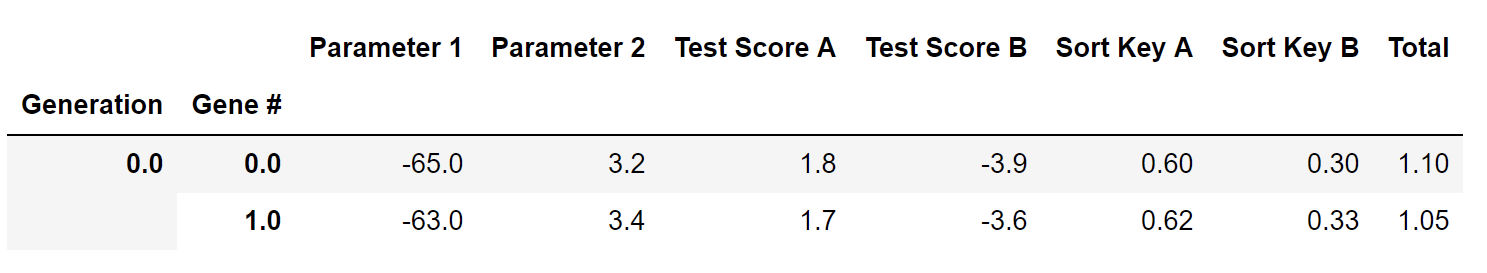 Parameter 1 Parameter 2 Test Score A Test Score B Sort Key A Sort Key B Total
Generation Gene #
0.0 0.0 -65.0 3.2 1.8 -3.9 0.60 0.30 1.10
1.0 -63.0 3.4 1.7 -3.6 0.62 0.33 1.05